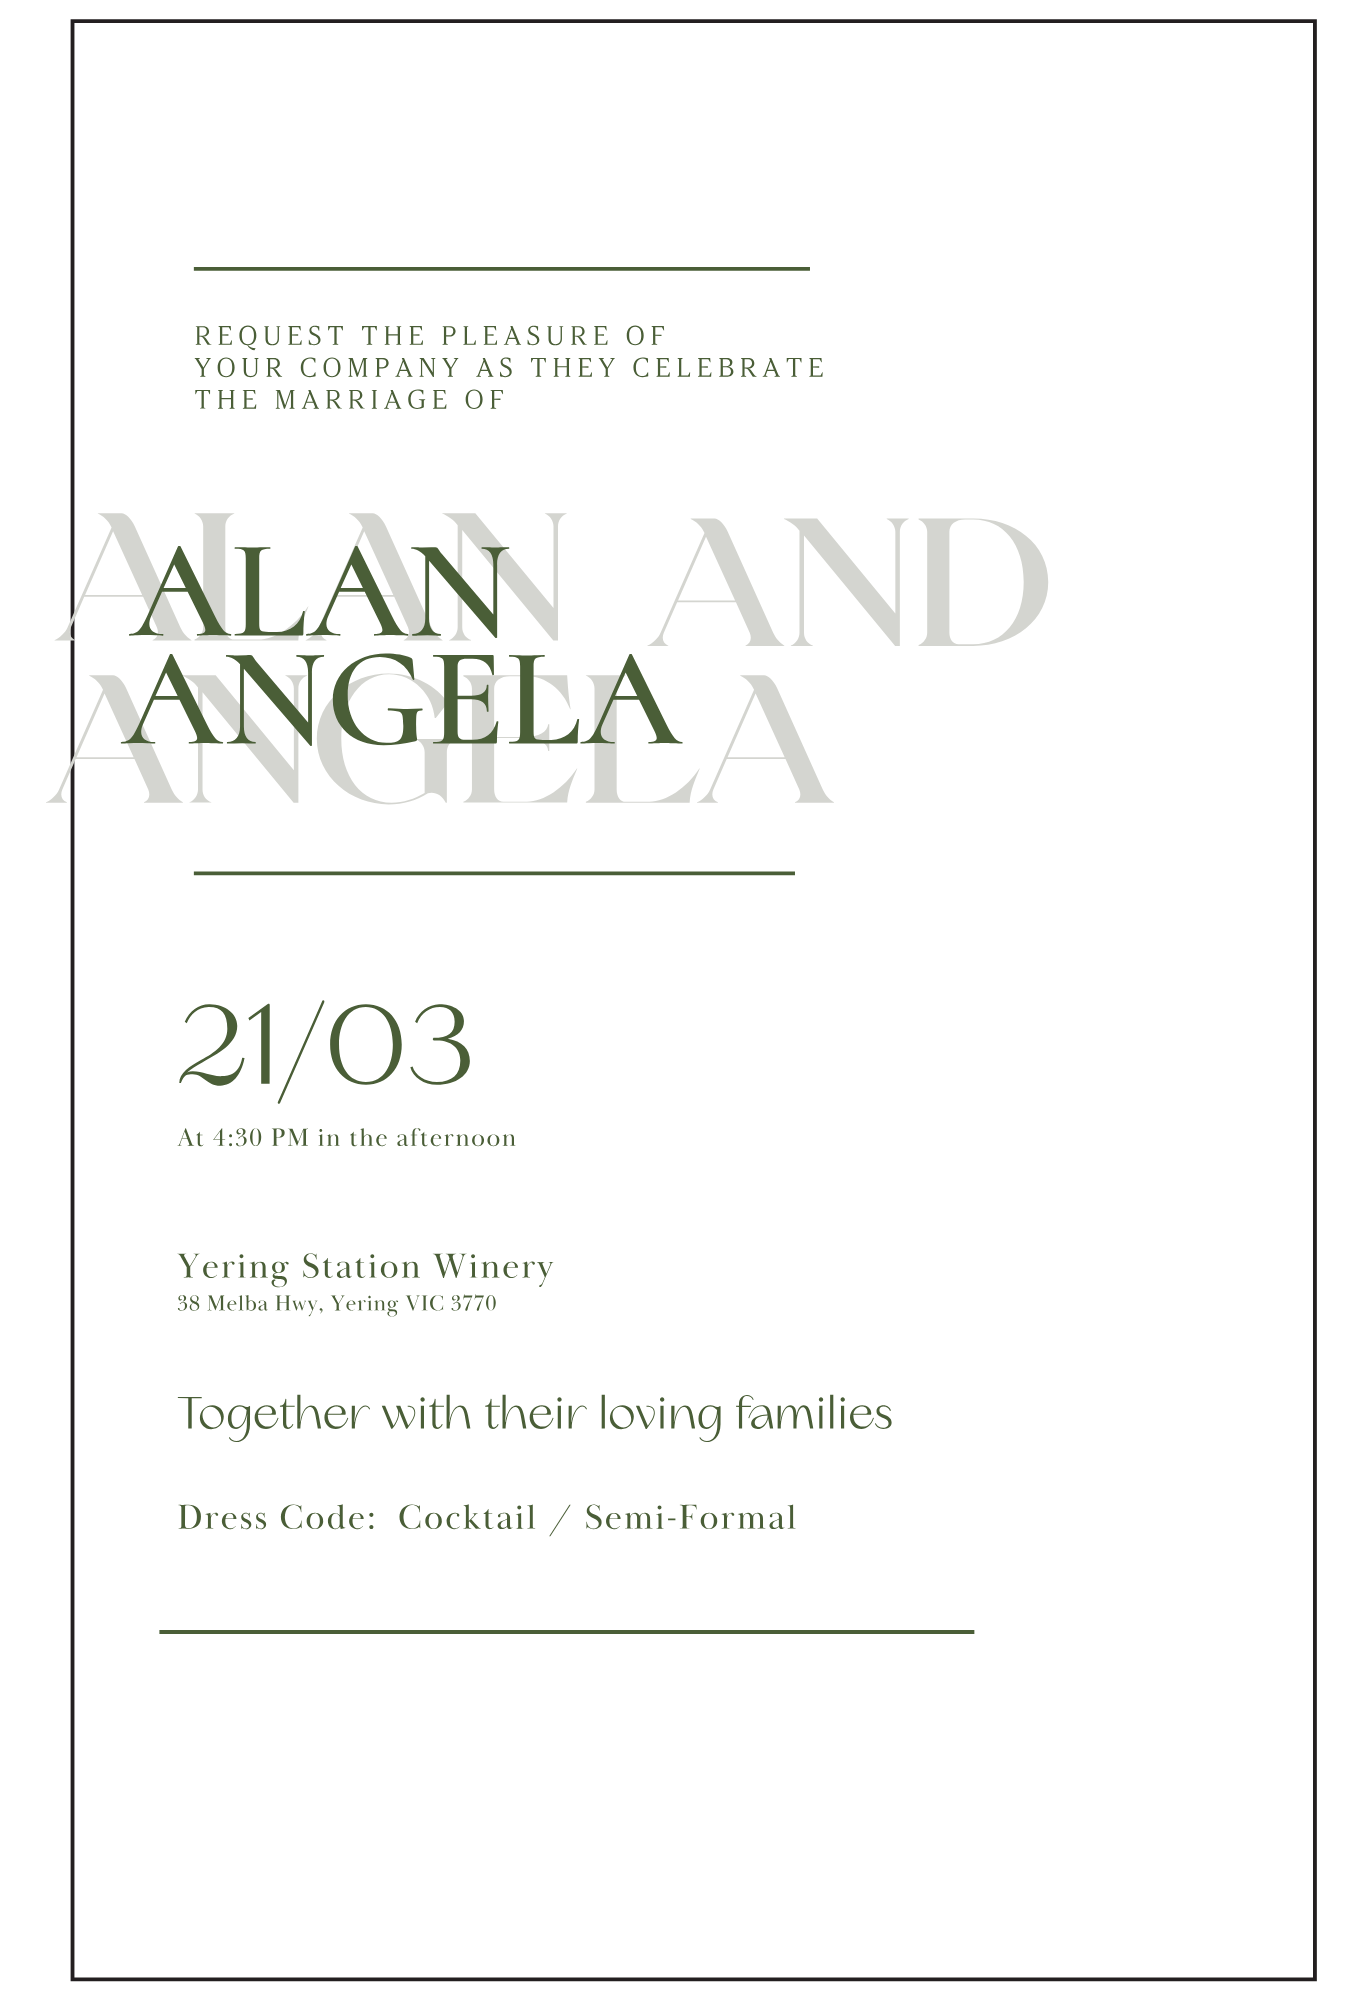 REQUEST THE PLEASURE OF
YOUR COMPANY AS THEY CELEBRATE
THE MARRIAGE OF
ALAN AND
ALAN
ANGELA
ANGELA
21/03
At 4:30 PM in the afternoon
Yering Station Winery
38 Melba Hwy, Yering VIC 3770
Together with their loving families
Dress Code:  Cocktail / Semi-Formal